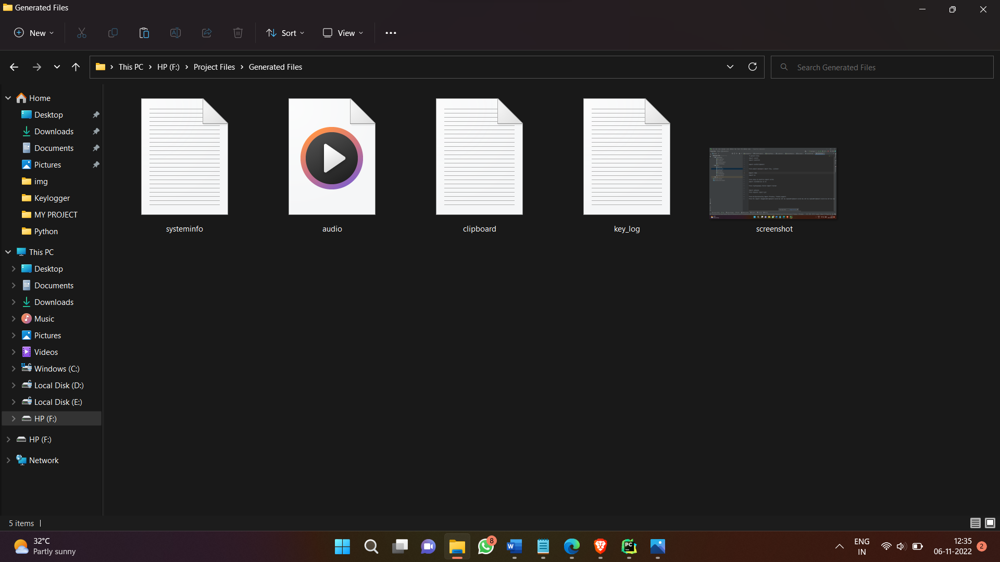 Generated Files
New
Sort
View
This PC
HP (F:)
Project Files
Generated Files
Search Generated Files
Home
Desktop
Downloads
Documents
Pictures
img
Keylogger
MY PROJECT
Python
This PC
Desktop
Documents
Downloads
Music
Pictures
Videos
Windows (C:)
Local Disk (D:)
Local Disk (E:)
HP (F:)
HP (F:)
Network
systeminfo
audio
clipboard
key_log
screenshot
5 items
32°C
Partly sunny
8
W
PC
ENG
IN
12:35
06-11-2022
2